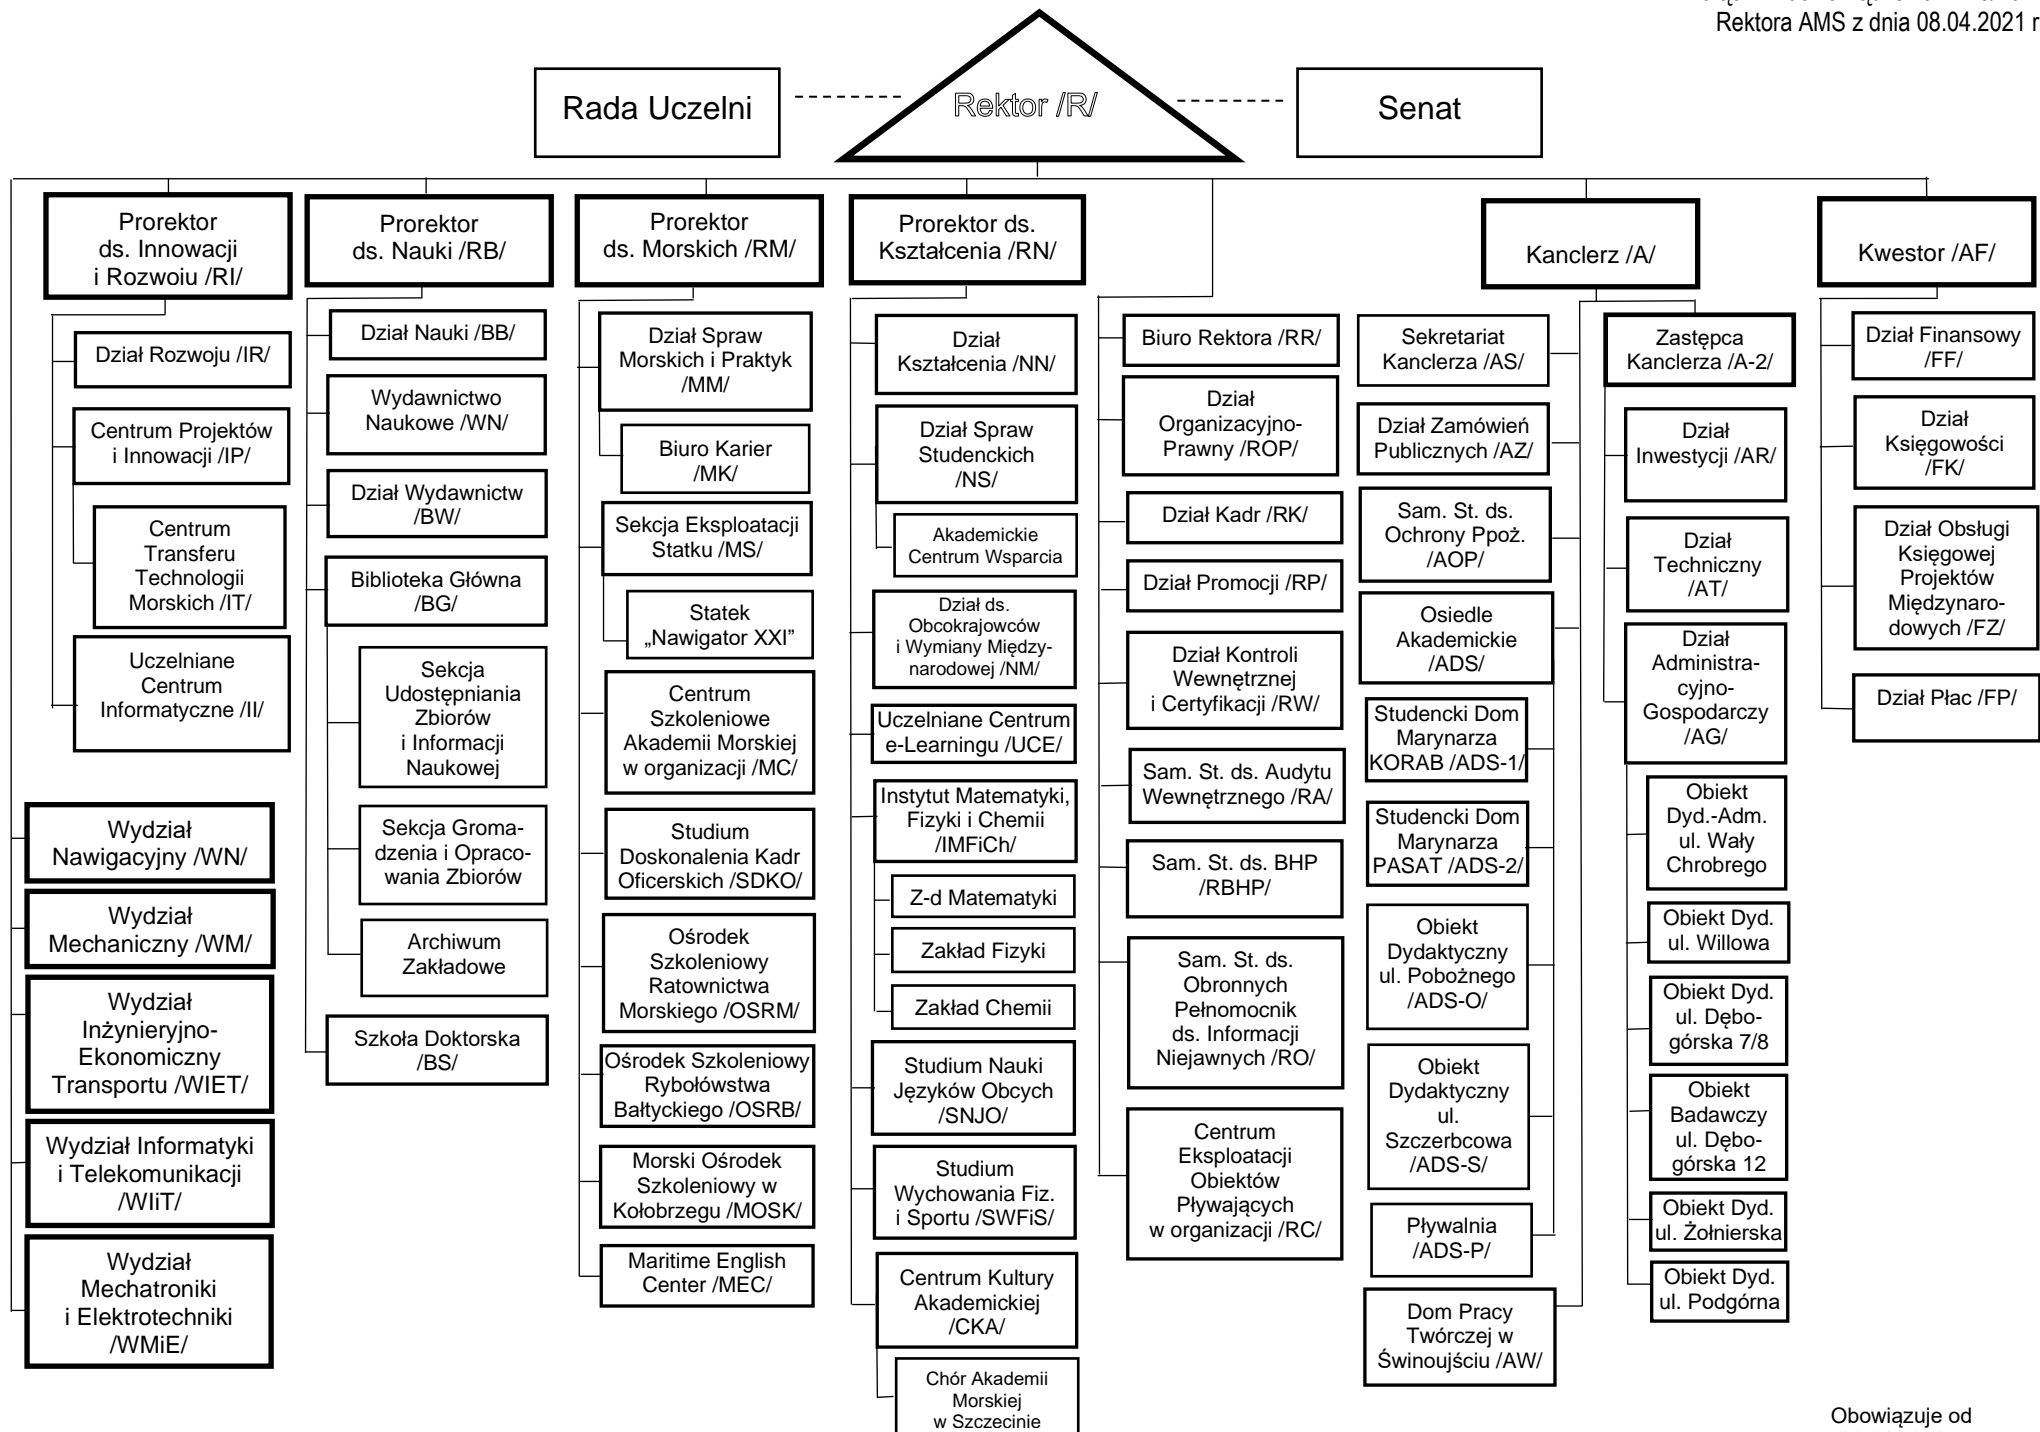 Rektora AMS z dnia 08.04.2021 r
Rada Uczelni
Rektor /R/
Senat
Prorektor
ds. Innowacji
i Rozwoiu /RI/
Dział Rozwoju /IR/
Centrum Projektów
i Innowacji /IP/
Centrum
Transferu
Technologii
Morskich /IT/
Uczelniane
Centrum
Informatyczne /II/
Wydział
Nawigacyjny /WN/
Wydział
Mechaniczny /WM/
Wydział
Inżynieryjno-
Ekonomiczny
Transportu /WIET/
Wydział Informatyki
i Telekomunikacji
/WIiT/
Wydział
Mechatroniki
i Elektrotechniki
/WMiE/
Prorektor
ds. Nauki /RB/
Dział Nauki /BB/
Wydawnictwo
Naukowe /WN/
Dział Wydawnictw
/BW/
Biblioteka Główna
/BG/
Sekcja
Udostępniania
Zbiorów
i Informacji
Naukowej
Sekcja Groma-
dzenia i Opraco-
wania Zbiorów
Archiwum
Zakładowe
Szkoła Doktorska
/BS/
Prorektor
ds. Morskich /RM/
Dział Spraw
Morskich i Praktyk
/MM/
Biuro Karier
/MK/
Sekcja Eksploatacji
Statku /MS/
Statek
„Nawigator XXI”
Centrum
Szkoleniowe
Akademii Morskiej
w organizacji /MC/
Studium
Doskonalenia Kadr
Oficerskich /SDKO/
Ośrodek
Szkoleniowy
Ratownictwa
Morskiego /OSRM/
Ośrodek Szkoleniowy
Rybołówstwa
Bałtyckiego /OSRB/
Morski Ośrodek
Szkoleniowy w
Kołobrzegu /MOSK/
Maritime English
Center /MEC/
Prorektor ds.
Kształcenia /RN/
Dział
Kształcenia /NN/
Dział Spraw
Studenckich
/NS/
Akademickie
Centrum Wsparcia
Dział ds.
Obcokrajowców
i Wymiany Między-
narodowej /NM/
Uczelniane Centrum
e-Learningu /UCE/
Instytut Matematyki,
Fizyki i Chemii
/IMFiCh/
Z-d Matematyki
Zakład Fizyki
Zakład Chemii
Studium Nauki
Języków Obcych
/SNJO/
Studium
Wychowania Fiz.
i Sportu /SWFiS/
Centrum Kultury
Akademickiej
/CKA/
Chór Akademii
Morskiej
w Szczecinie
Biuro Rektora /RR/
Dział
Organizacyjno-
Prawny /ROP/
Dział Kadr /RK/
Dział Promocji /RP/
Dział Kontroli
Wewnętrznej
i Certyfikacji /RW/
Sam. St. ds. Audytu
Wewnętrznego /RA/
Sam. St. ds. BHP
/RBHP/
Sam. St. ds.
Obronnych
Pełnomocnik
ds. Informacji
Niejawnych /RO/
Centrum
Eksploatacji
Obiektów
Pływających
w organizacji /RC/
Kanclerz /A/
Sekretariat
Kanclerza /AS/
Dział Zamówień
Publicznych /AZ/
Sam. St. ds.
Ochrony Ppoż.
/AOP/
Osiedle
Akademickie
/ADS/
Studencki Dom
Marynarza
KORAB /ADS-1/
Studencki Dom
Marynarza
PASAT /ADS-2/
Obiekt
Dydaktyczny
ul. Pobożnego
/ADS-O/
Obiekt
Dydaktyczny
ul.
Szczerbcowa
/ADS-S/
Pływalnia
/ADS-P/
Dom Pracy
Twórczej w
Świnoujściu /AW/
Zastępca
Kanclerza /A-2/
Dział
Inwestycji /AR/
Dział
Techniczny
/AT/
Dział
Administra-
cyjno-
Gospodarczy
/AG/
Obiekt
Dyd.-Adm.
ul. Wały
Chrobrego
Obiekt Dyd.
ul. Willowa
Obiekt Dyd.
ul. Dębo-
górska 7/8
Obiekt
Badawczy
ul. Dębo-
górska 12
Obiekt Dyd.
ul. Żołnierska
Obiekt Dyd.
ul. Podgórna
Kwestor /AF/
Dział Finansowy
/FF/
Dział
Księgowości
/FK/
Dział Obsługi
Księgowej
Projektów
Międzynaro-
dowych /FZ/
Dział Płac /FP/
Obowiązuje od